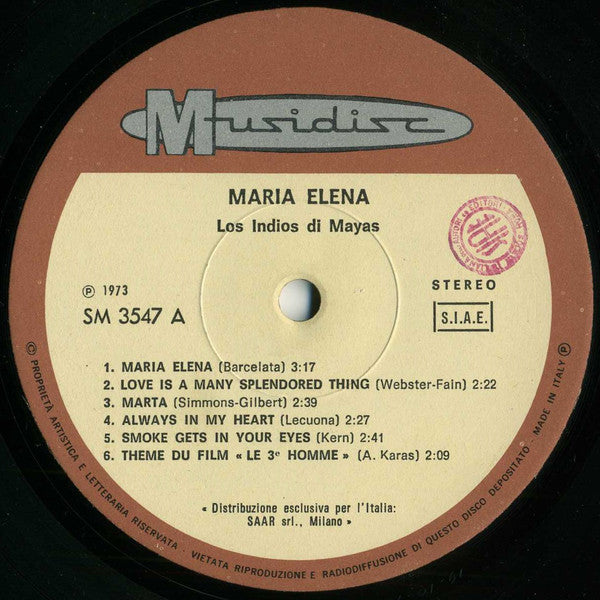 Musidisc
MARIA ELENA
Los Indios di Mayas
℗ 1973
SM 3547 A
STEREO
S.I.A.E.
1. MARIA ELENA (Barcelata) 3:17
2. LOVE IS A MANY SPLENDORED THING (Webster-Fain) 2:22
3. MARTA (Simmons-Gilbert) 2:39
4. ALWAYS IN MY HEART (Lecuona) 2:27
5. SMOKE GETS IN YOUR EYES (Kern) 2:41
6. THEME DU FILM « LE 3e HOMME » (A. Karas) 2:09
« Distribuzione esclusiva per l'Italia:
SAAR srl., Milano »
© PROPRIETÀ ARTISTICA E LETTERARIA RISERVATA - VIETATA RIPRODUZIONE E RADIODIFFUSIONE DI QUESTO DISCO DEPOSITATO - MADE IN ITALY ℗